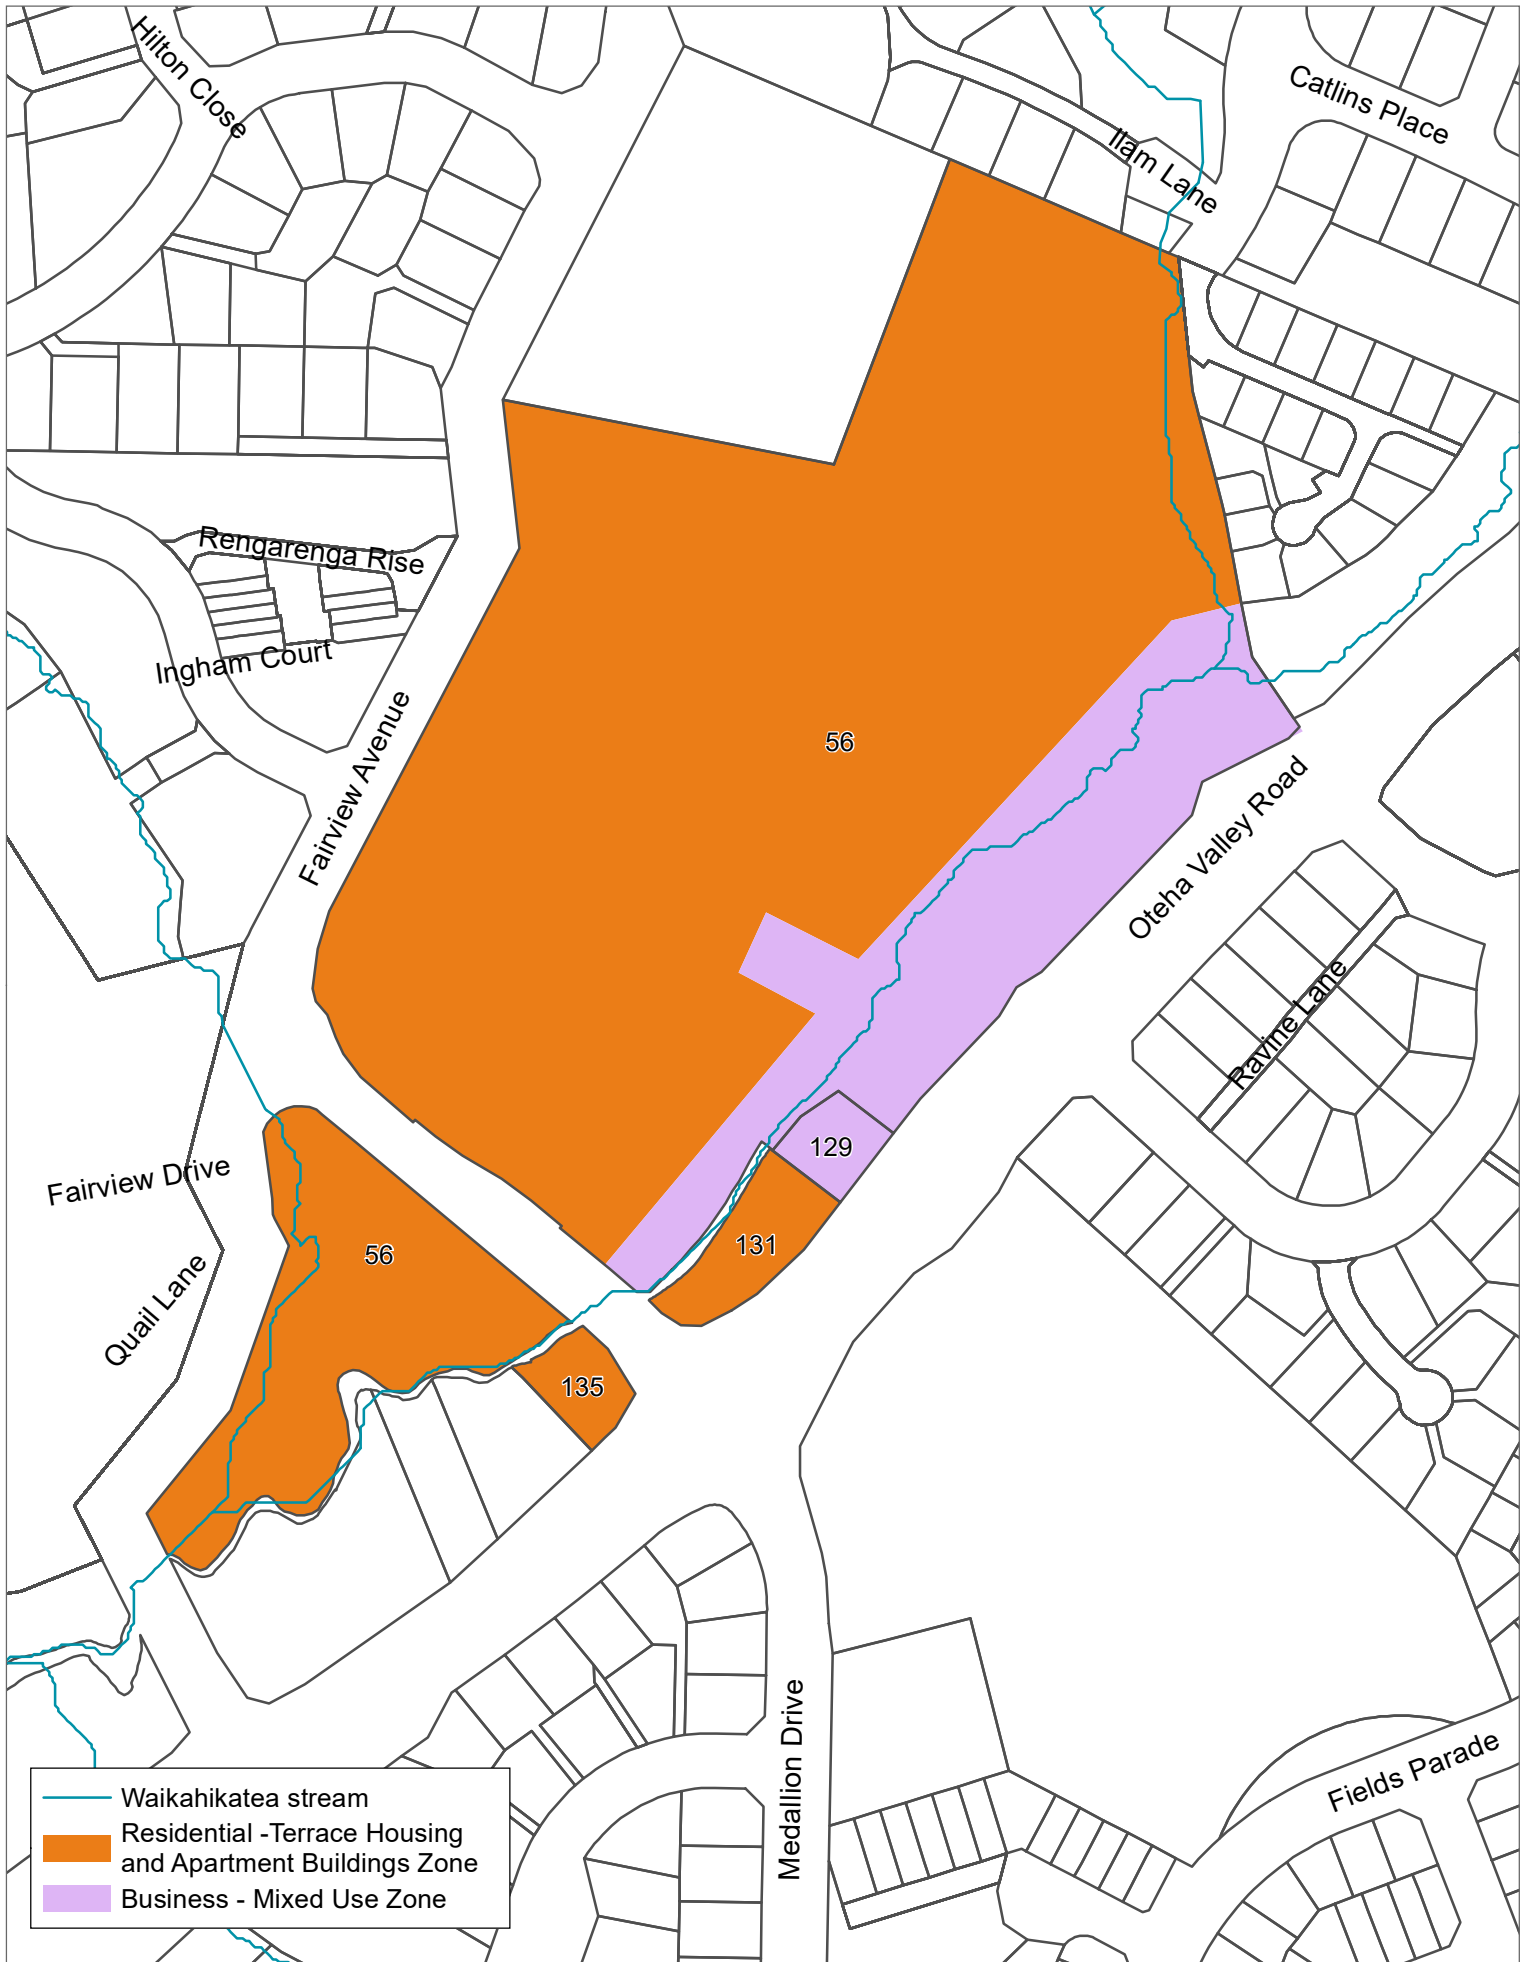 Hilton Close
Catlins Place
Ilam Lane
Rengarenga Rise
Ingham Court
Fairview Avenue
56
Oteha Valley Road
Ravine Lane
129
Fairview Drive
131
56
Quail Lane
135
Medallion Drive
Fields Parade
Waikahikatea stream
Residential -Terrace Housing
and Apartment Buildings Zone
Business - Mixed Use Zone